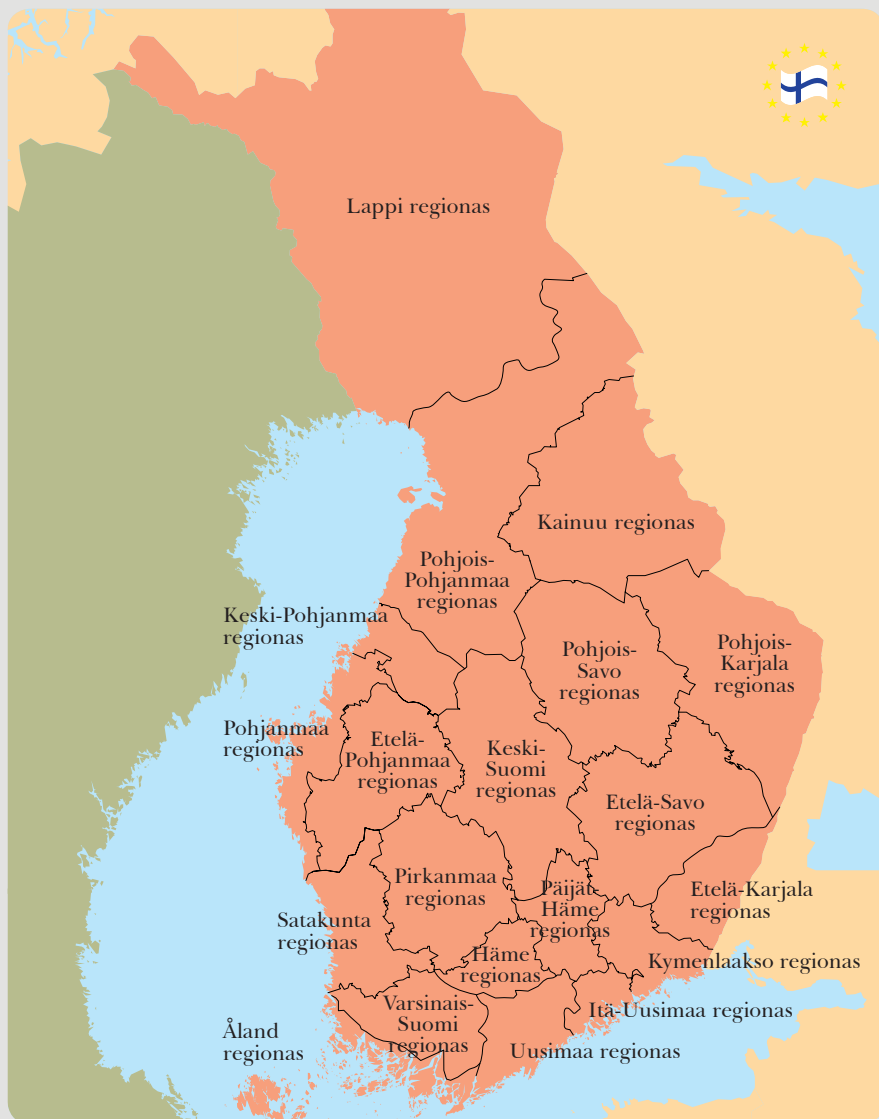 Lappi regionas
Kainuu regionas
Pohjois-
Pohjanmaa
regionas
Keski-Pohjanmaa
regionas
Pohjois-
Savo
regionas
Pohjois-
Karjala
regionas
Pohjanmaa
regionas
Etelä-
Pohjanmaa
regionas
Keski-
Suomi
regionas
Etelä-Savo
regionas
Pirkanmaa
regionas
Päijät-
Häme
regionas
Etelä-Karjala
regionas
Satakunta
regionas
Häme
regionas
Kymenlaakso regionas
Varsinais-
Suomi
regionas
Itä-Uusimaa regionas
Åland
regionas
Uusimaa regionas